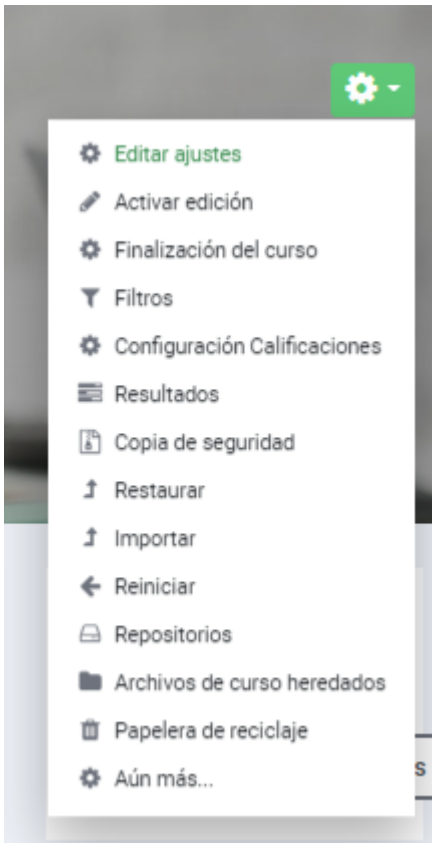 Editar ajustes
Activar edición
Finalización del curso
Filtros
Configuración Calificaciones
Resultados
Copia de seguridad
Restaurar
Importar
Reiniciar
Repositorios
Archivos de curso heredados
Papelera de reciclaje
s
Aún más...